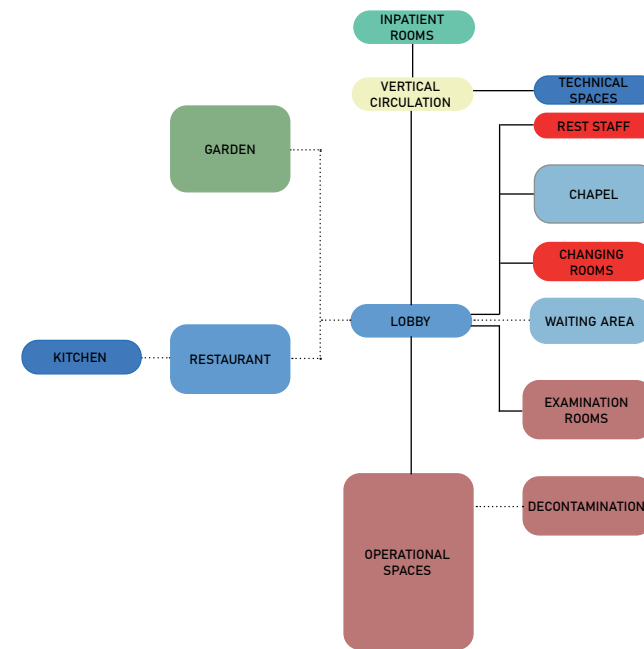 INPATIENT
ROOMS
VERTICAL
CIRCULATION
TECHNICAL
SPACES
REST STAFF
GARDEN
CHAPEL
CHANGING
ROOMS
LOBBY
WAITING AREA
KITCHEN
RESTAURANT
EXAMINATION
ROOMS
DECONTAMINATION
OPERATIONAL
SPACES